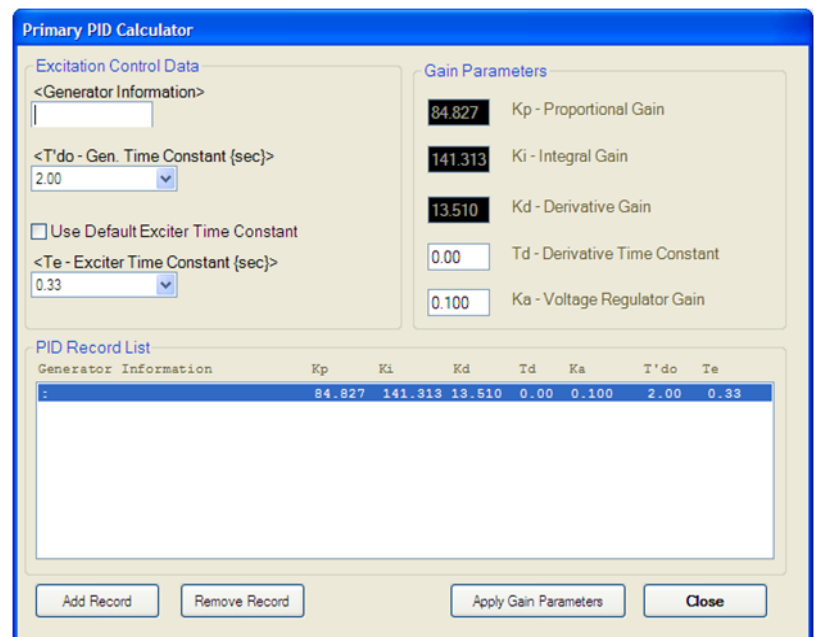 Primary PID Calculator
Excitation Control Data
<Generator Information>
<T'do - Gen. Time Constant {sec}>
2.00
Use Default Exciter Time Constant
<Te - Exciter Time Constant {sec}>
0.33
Gain Parameters
84.827 Kp - Proportional Gain
141.313 Ki - Integral Gain
13.510 Kd - Derivative Gain
0.00 Td - Derivative Time Constant
0.100 Ka - Voltage Regulator Gain
PID Record List
Generator Information Kp Ki Kd Td Ka T'do Te
: 84.827 141.313 13.510 0.00 0.100 2.00 0.33
Add Record Remove Record Apply Gain Parameters Close